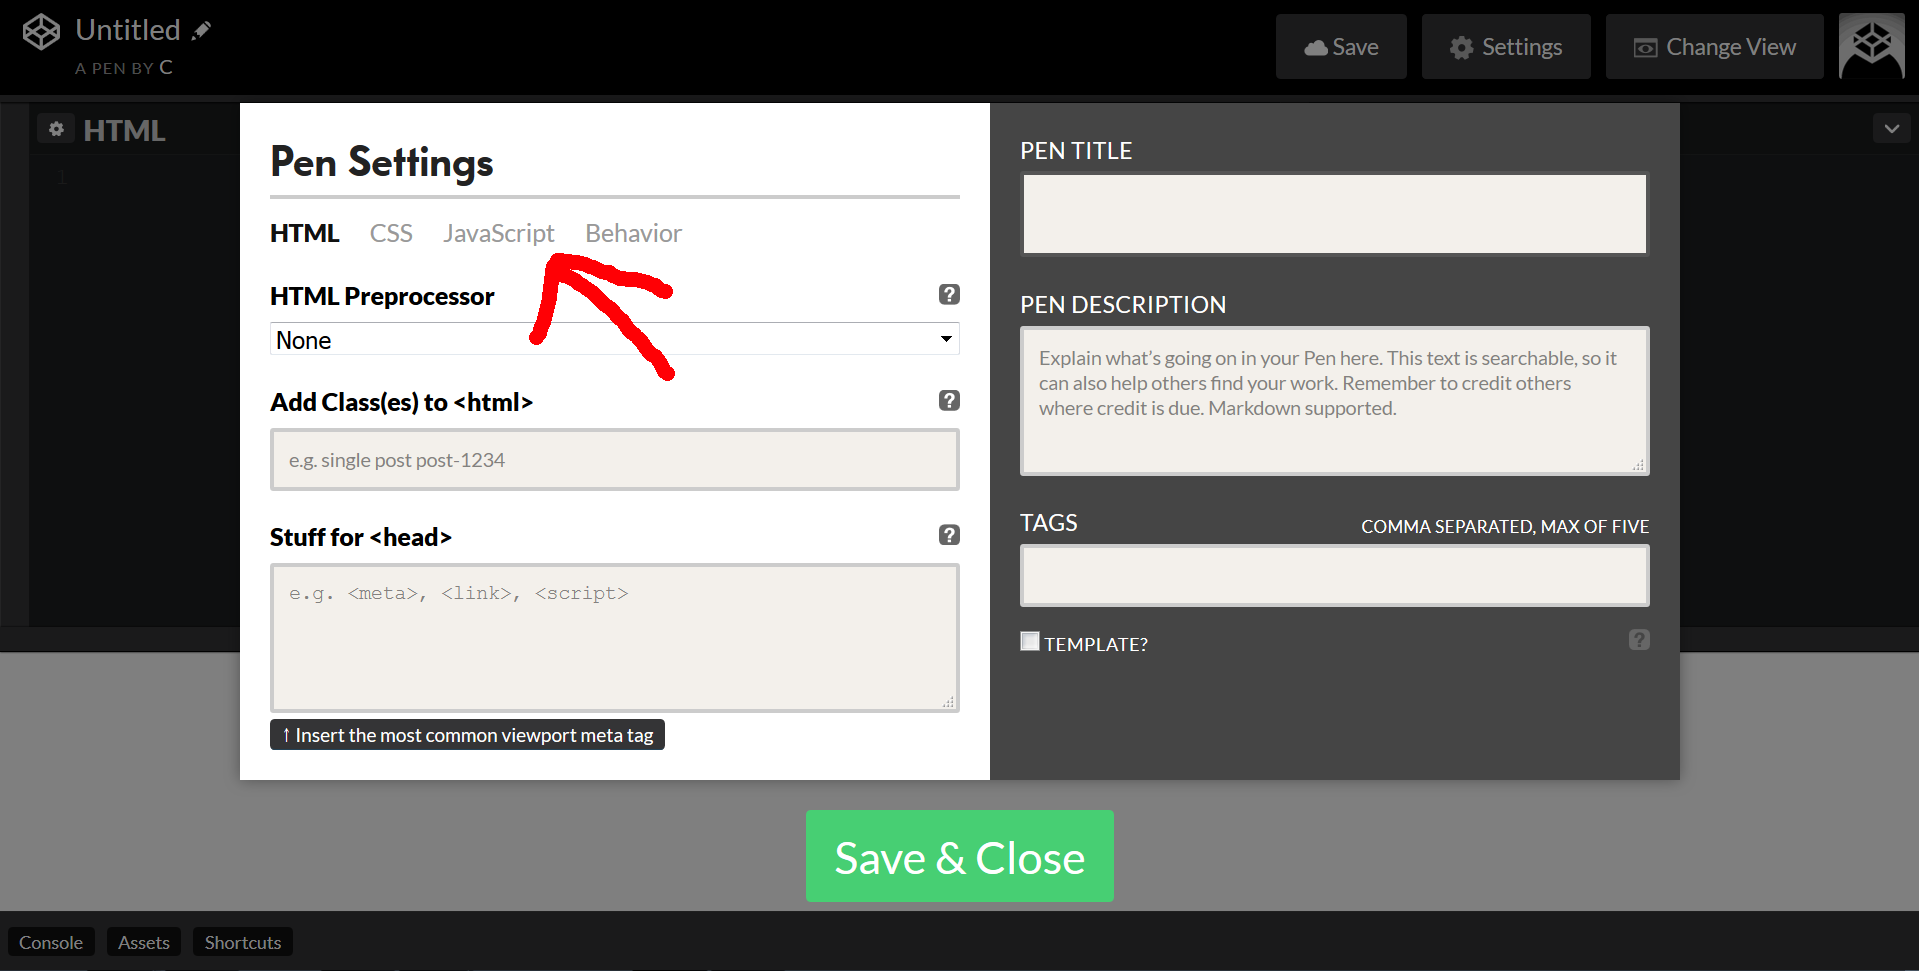 Untitled
A PEN BY C
Save
Settings
Change View
HTML
1
Pen Settings
HTML CSS JavaScript Behavior
HTML Preprocessor
?
None
Add Class(es) to <html>
?
e.g. single post post-1234
Stuff for <head>
?
e.g. <meta>, <link>, <script>
↑ Insert the most common viewport meta tag
PEN TITLE
PEN DESCRIPTION
Explain what's going on in your Pen here. This text is searchable, so it
can also help others find your work. Remember to credit others
where credit is due. Markdown supported.
TAGS
COMMA SEPARATED, MAX OF FIVE
TEMPLATE?
?
Save & Close
Console
Assets
Shortcuts